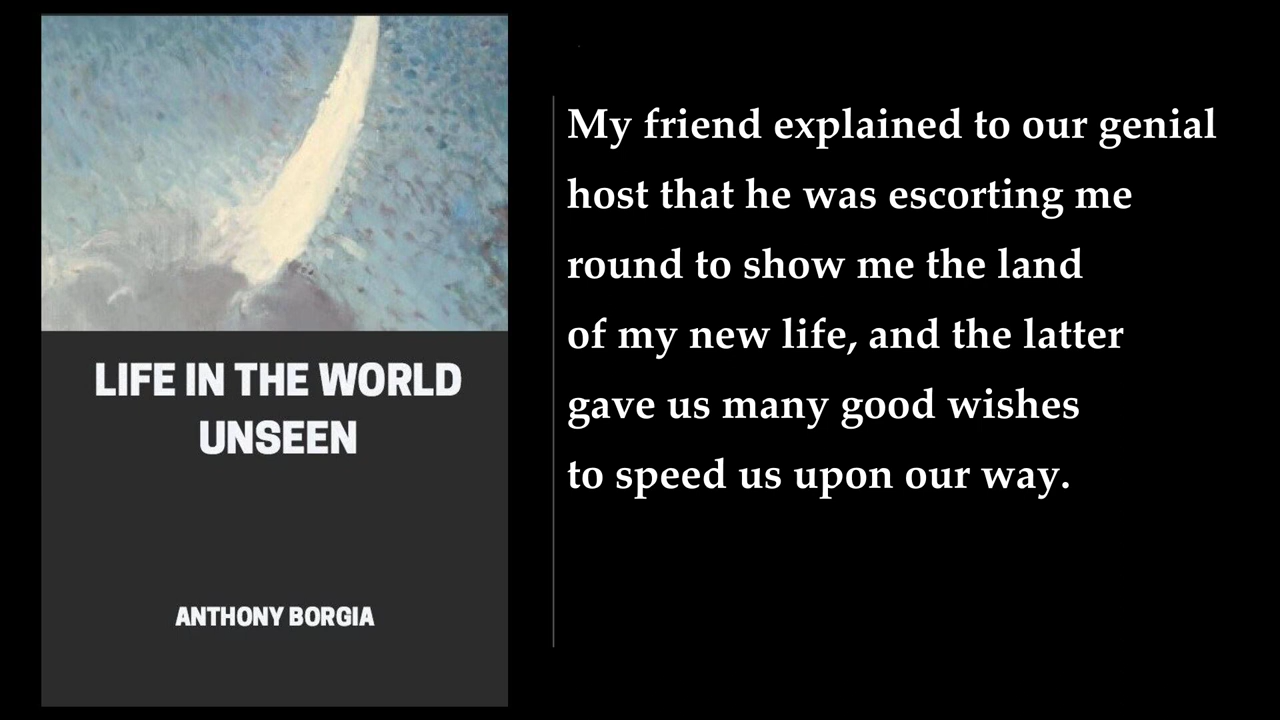 LIFE IN THE WORLD
UNSEEN
ANTHONY BORGIA
My friend explained to our genial
host that he was escorting me
round to show me the land
of my new life, and the latter
gave us many good wishes
to speed us upon our way.